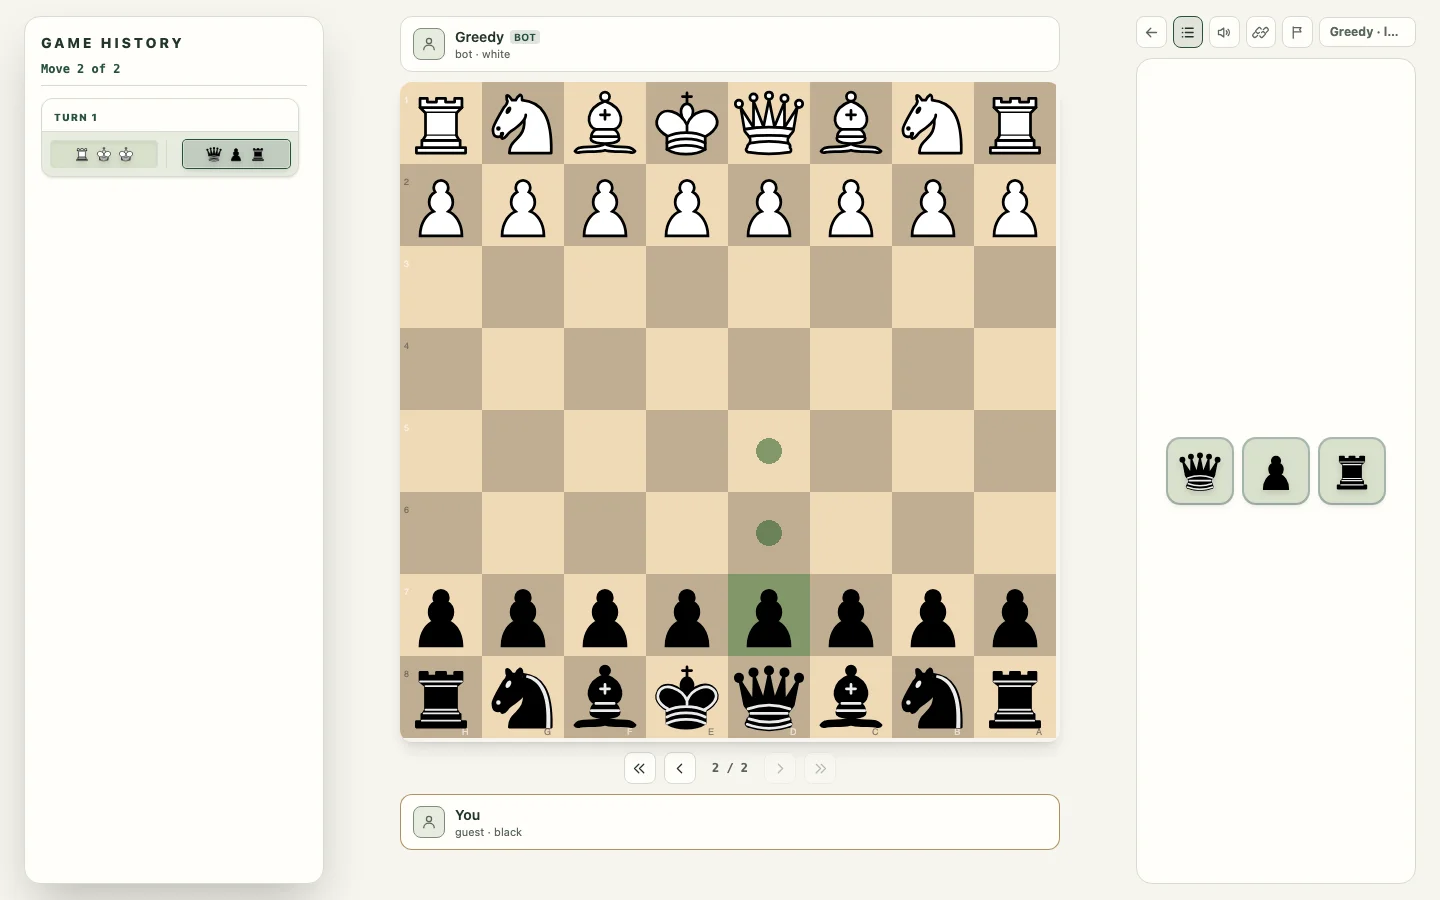 GAME HISTORY
Move 2 of 2
TURN 1
Greedy BOT
bot · white
1
2
3
4
5
6
7
8
H G F E D C B A
2 / 2
You
guest · black
Greedy · I...